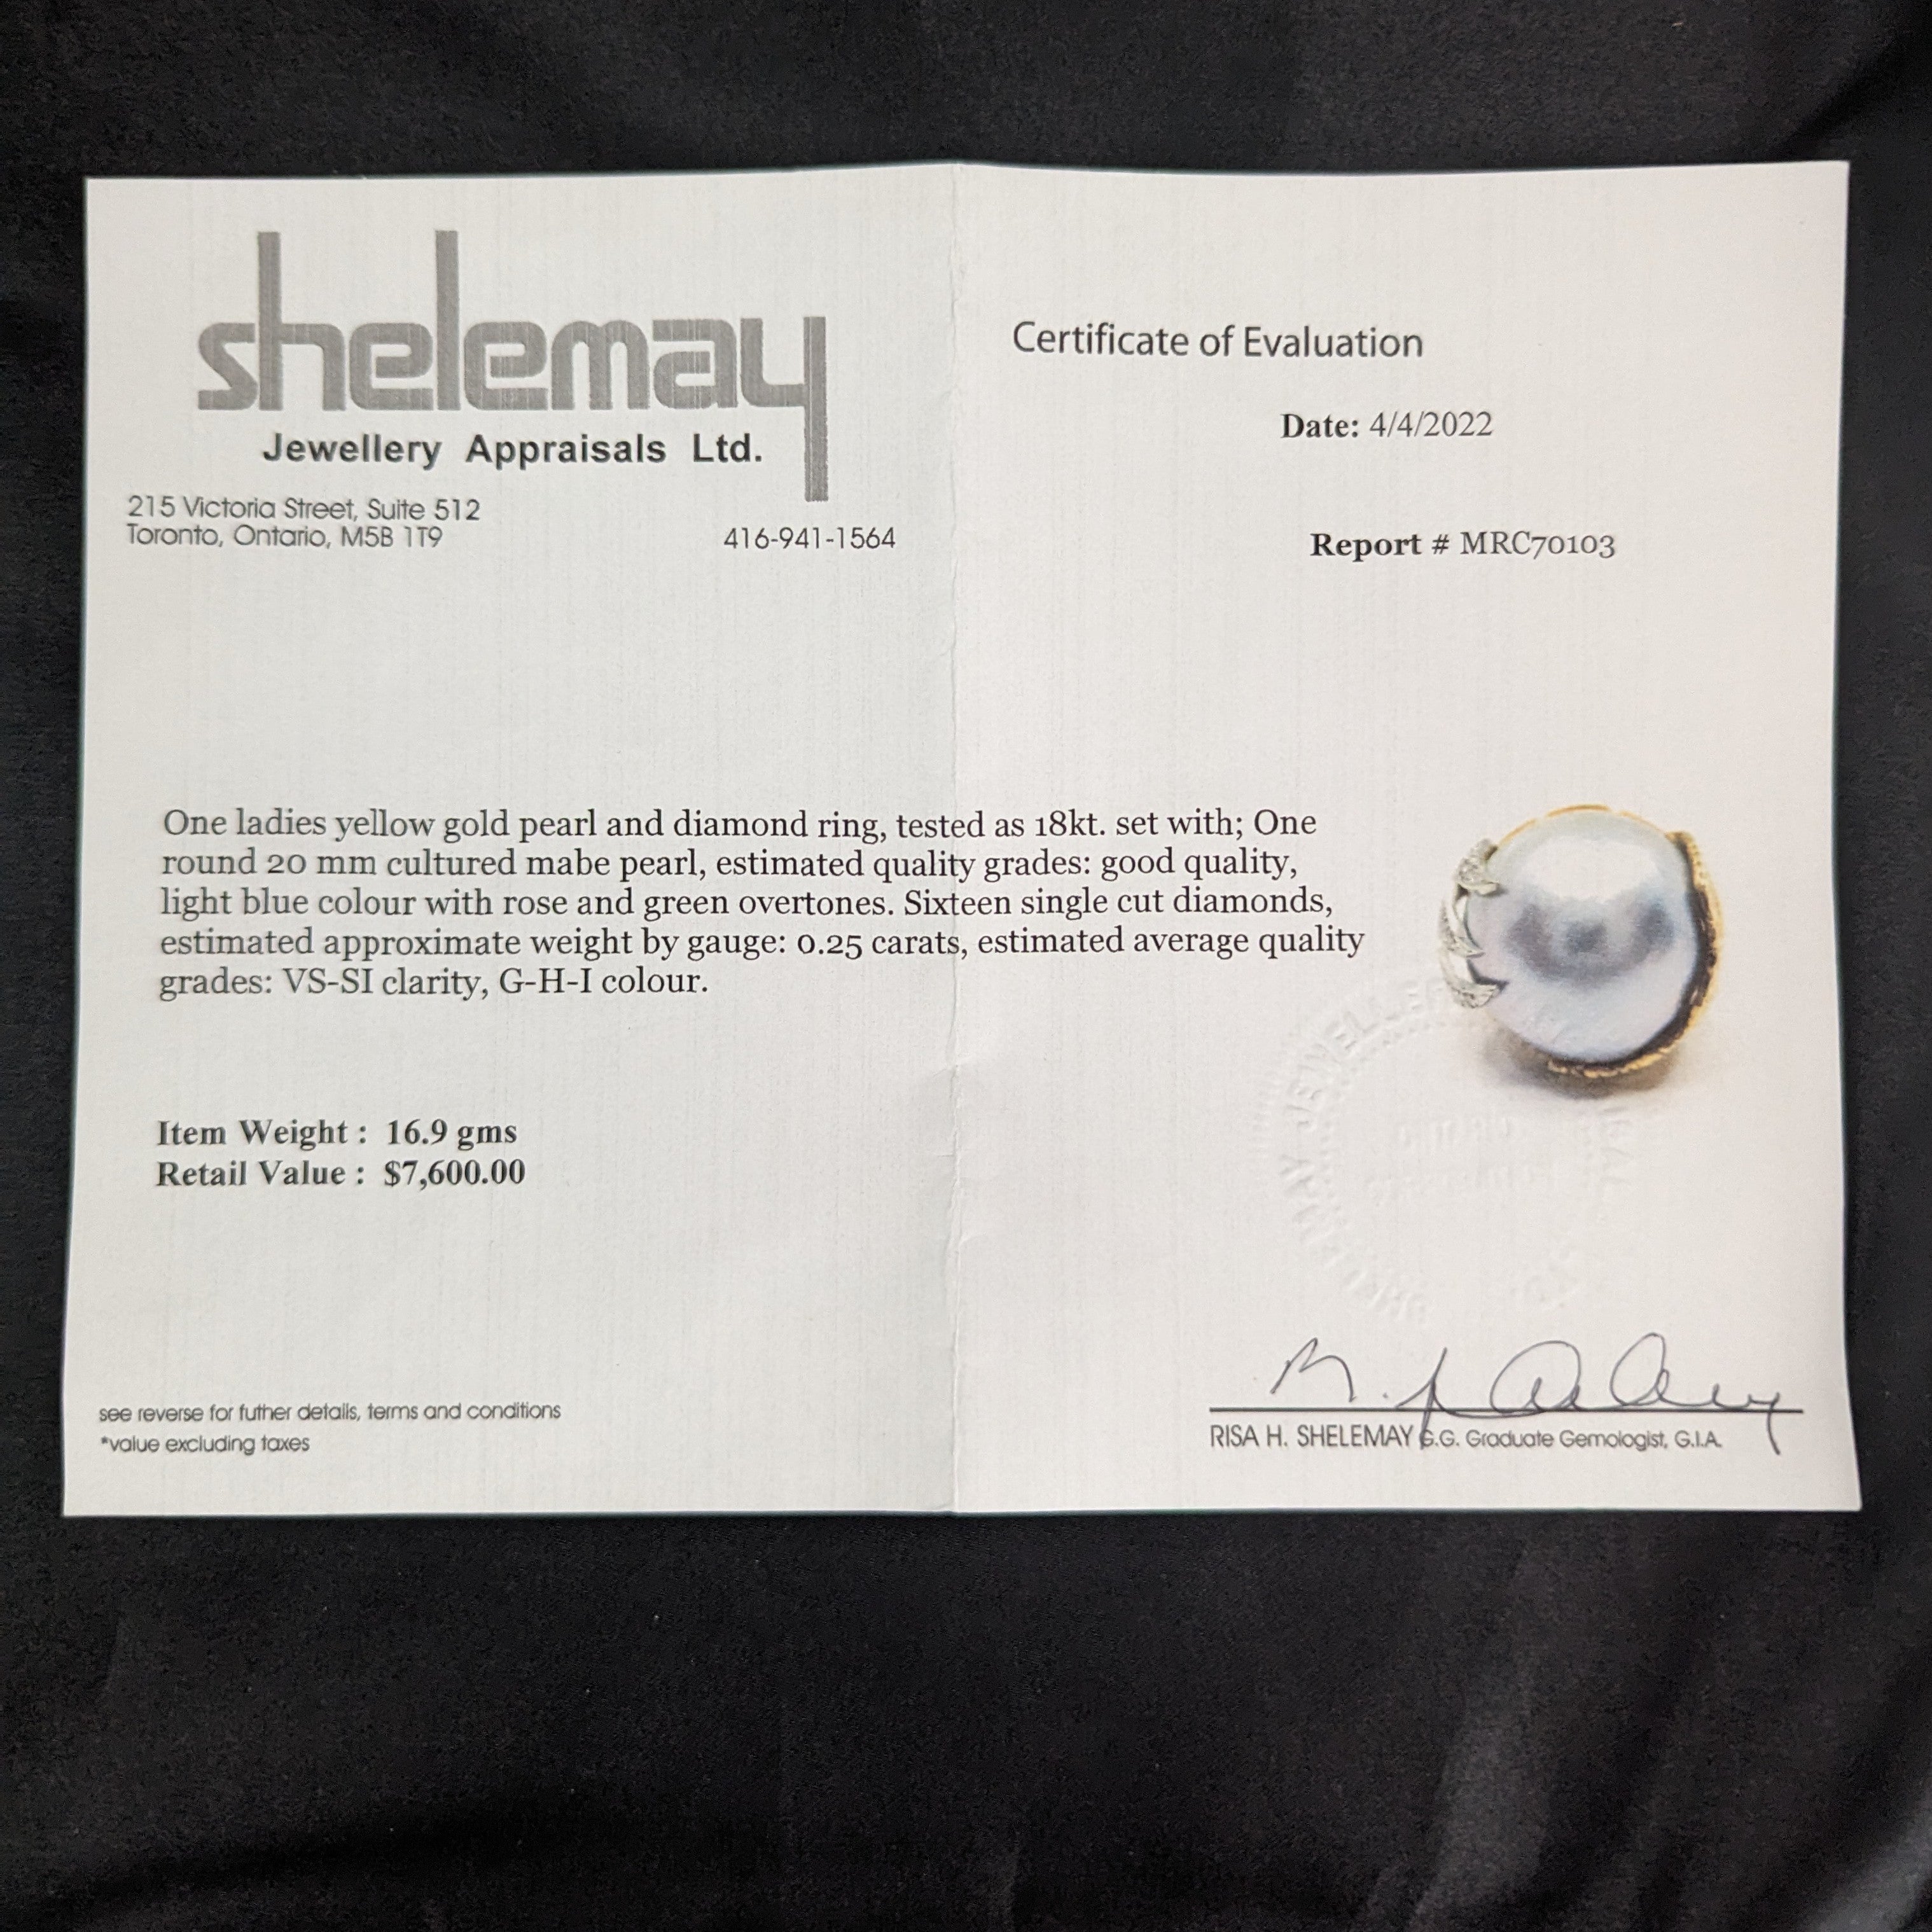 shelemay
Jewellery Appraisals Ltd.
215 Victoria Street, Suite 512
Toronto, Ontario, M5B 1T9
416-941-1564
Certificate of Evaluation
Date: 4/4/2022
Report # MRC70103
One ladies yellow gold pearl and diamond ring, tested as 18kt. set with; One
round 20 mm cultured mabe pearl, estimated quality grades: good quality,
light blue colour with rose and green overtones. Sixteen single cut diamonds,
estimated approximate weight by gauge: 0.25 carats, estimated average quality
grades: VS-SI clarity, G-H-I colour.
Item Weight : 16.9 gms
Retail Value : $7,600.00
see reverse for futher details, terms and conditions
*value excluding taxes
RISA H. SHELEMAY G.G. Graduate Gemologist, G.I.A.